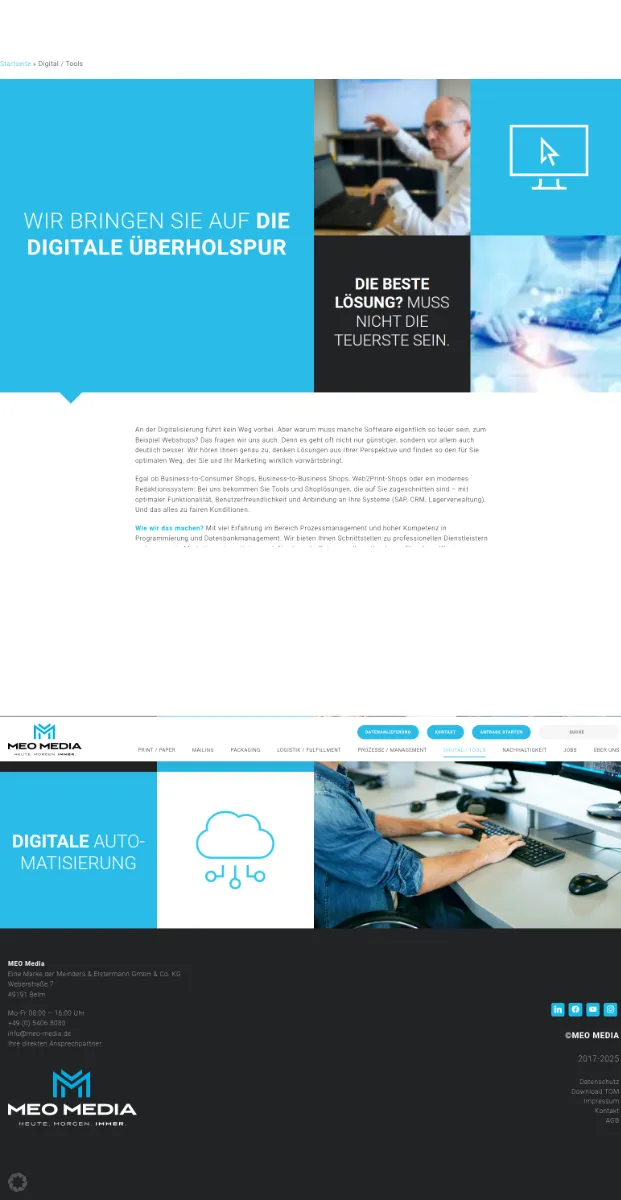 Startseite » Digital / Tools
WIR BRINGEN SIE AUF DIE
DIGITALE ÜBERHOLSPUR
DIE BESTE
LÖSUNG? MUSS
NICHT DIE
TEUERSTE SEIN.
An der Digitalisierung führt kein Weg vorbei. Aber warum muss manche Software eigentlich so teuer sein, zum
Beispiel Webshops? Das fragen wir uns auch. Denn es geht oft nicht nur günstiger, sondern vor allem auch
deutlich besser. Wir hören Ihnen genau zu, denken Lösungen aus Ihrer Perspektive und finden so den für Sie
optimalen Weg, der Sie und Ihr Marketing wirklich vorwärtsbringt.
Egal ob Business-to-Consumer Shops, Business-to-Business Shops, Web2Print-Shops oder ein modernes
Redaktionssystem: Bei uns bekommen Sie Tools und Shoplösungen, die auf Sie zugeschnitten sind – mit
optimaler Funktionalität, Benutzerfreundlichkeit und Anbindung an Ihre Systeme (SAP, CRM, Lagerverwaltung).
Und das alles zu fairen Konditionen.
Wie wir das machen? Mit viel Erfahrung im Bereich Prozessmanagement und hoher Kompetenz in
Programmierung und Datenbankmanagement. Wir bieten Ihnen Schnittstellen zu professionellen Dienstleistern
MEO MEDIA
HEUTE. MORGEN. IMMER.
DATENANLIEFERUNG
KONTAKT
ANFRAGE STARTEN
SUCHE
PRINT / PAPER
MAILING
PACKAGING
LOGISTIK / FULFILLMENT
PROZESSE / MANAGEMENT
DIGITAL / TOOLS
NACHHALTIGKEIT
JOBS
ÜBER UNS
DIGITALE AUTO-
MATISIERUNG
MEO Media
Eine Marke der Meinders & Elstermann GmbH & Co. KG
Weberstraße 7
49191 Belm
Mo-Fr 08:00 – 16:00 Uhr
+49 (0) 5406 8080
info@meo-media.de
Ihre direkten Ansprechpartner
©MEO MEDIA
2017-2025
Datenschutz
Download TOM
Impressum
Kontakt
AGB
MEO MEDIA
HEUTE. MORGEN. IMMER.